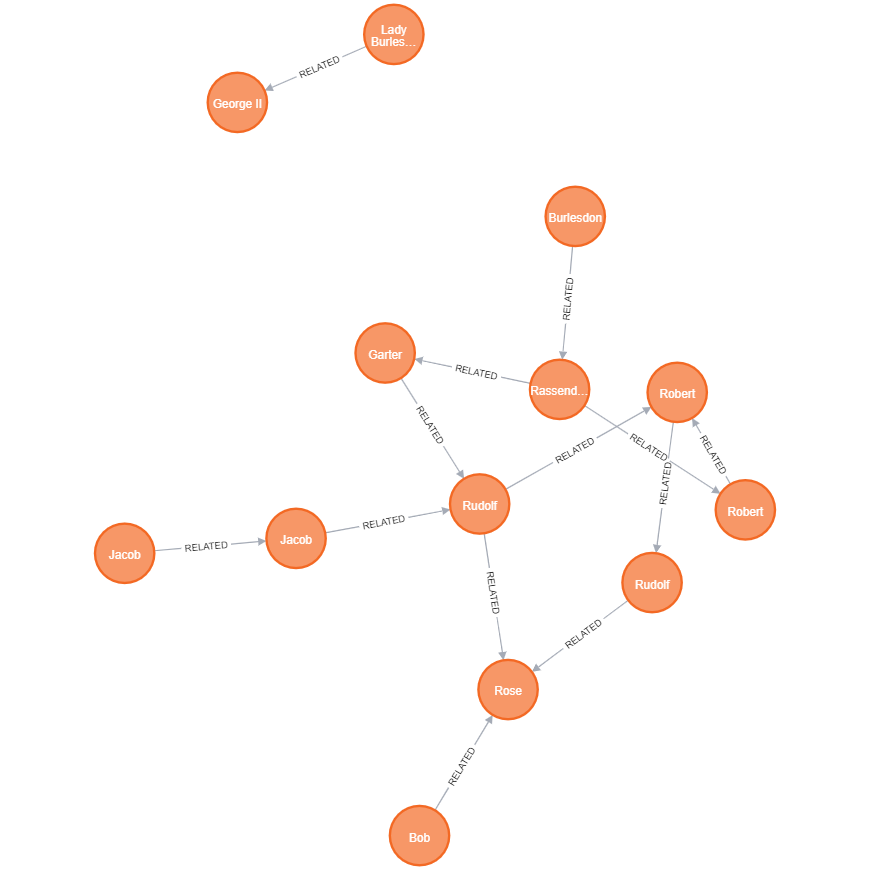 Lady
Burles...
RELATED
George II
Burlesdon
RELATED
Garter
RELATED
Rassend...
Robert
RELATED
RELATED
RELATED
RELATED
RELATED
Rudolf
Robert
RELATED
Jacob
RELATED
Jacob
RELATED
Rudolf
RELATED
Rose
RELATED
Bob